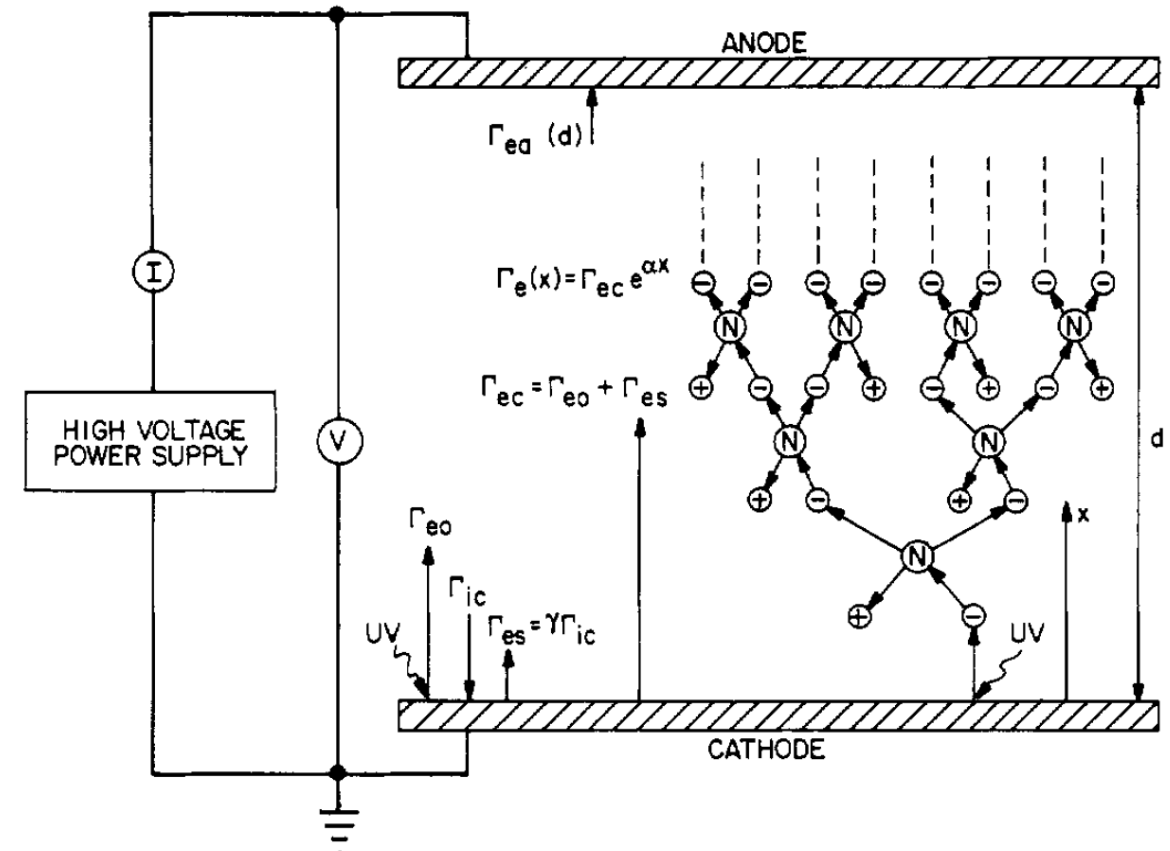 ANODE
Γea (d)
Γe(x)=Γec e^αx
− − − − − − − −
N N N N
I
Γec=Γeo + Γes
+ − − + − + − +
HIGH VOLTAGE
POWER SUPPLY
V
N N
d
+ − + −
x
Γeo
N
Γic
UV
Γes=γΓic
+ −
UV
CATHODE